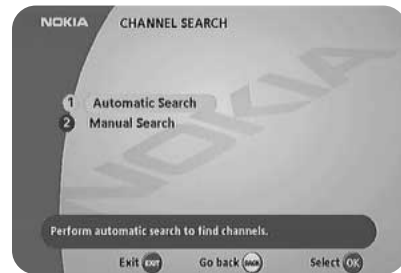 NOKIA CHANNEL SEARCH
1 Automatic Search
2 Manual Search
NOKIA
Perform automatic search to find channels.
Exit EXIT Go back BACK Select OK